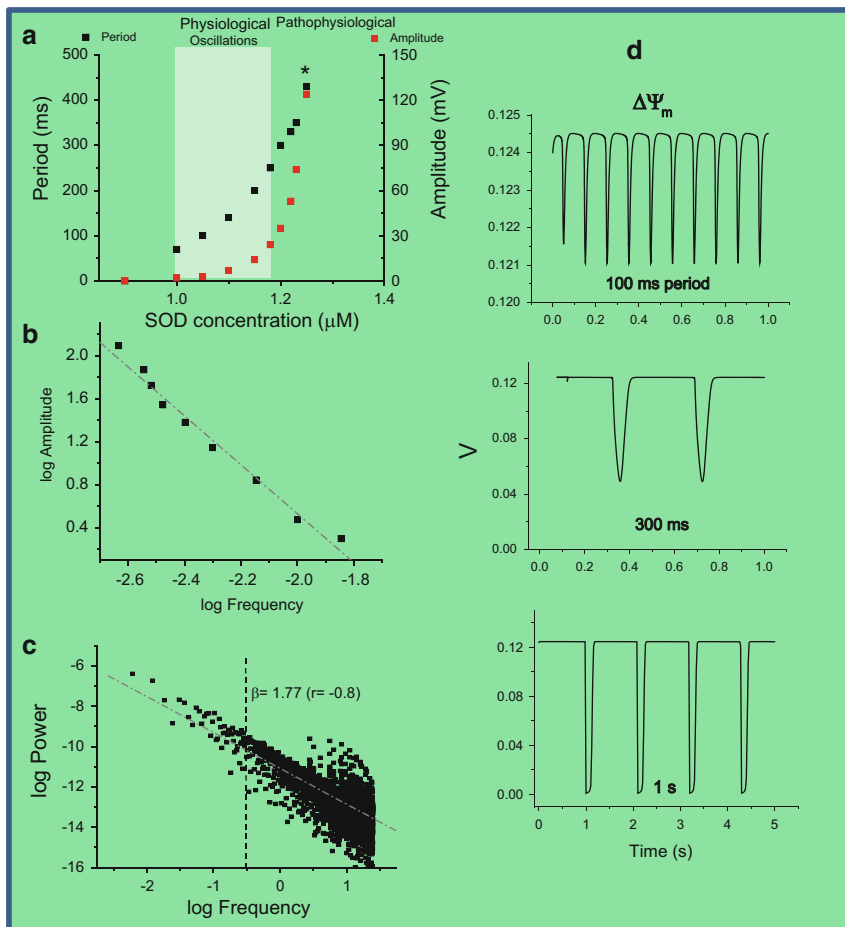 a
Physiological
Oscillations
Pathophysiological
Period
Amplitude
500
400
300
200
100
0
Period (ms)
*
150
120
90
60
30
0
Amplitude (mV)
1.0
1.2
1.4
SOD concentration (μM)
b
2.0
1.6
1.2
0.8
0.4
log Amplitude
-2.6
-2.4
-2.2
-2.0
-1.8
log Frequency
c
-6
-8
-10
-12
-14
-16
log Power
β= 1.77 (r= -0.8)
-2
-1
0
1
log Frequency
d
ΔΨm
0.125
0.124
0.122
0.121
0.120
100 ms period
0.0
0.2
0.4
0.6
0.8
1.0
V
0.12
0.08
0.04
0.00
300 ms
0.0
0.2
0.4
0.6
0.8
1.0
0.12
0.08
0.04
0.00
1 s
0
1
2
3
4
5
Time (s)